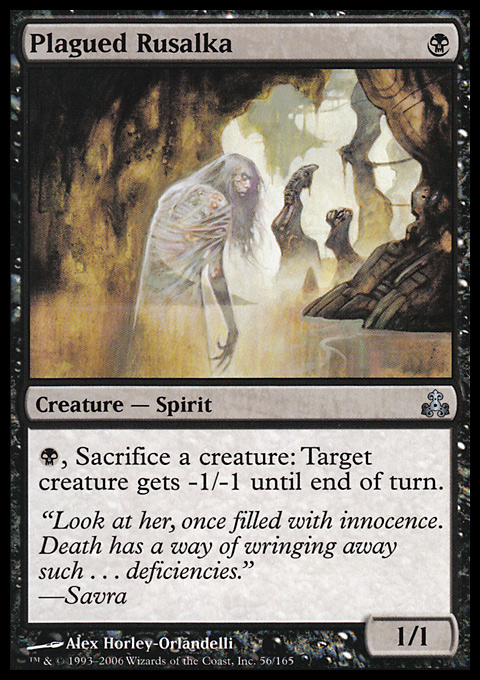 Plagued Rusalka
Creature — Spirit
, Sacrifice a creature: Target
creature gets -1/-1 until end of turn.
“Look at her, once filled with innocence.
Death has a way of wringing away
such . . . deficiencies.”
—Savra
Alex Horley-Orlandelli
1/1
™ & © 1993–2006 Wizards of the Coast, Inc. 56/165